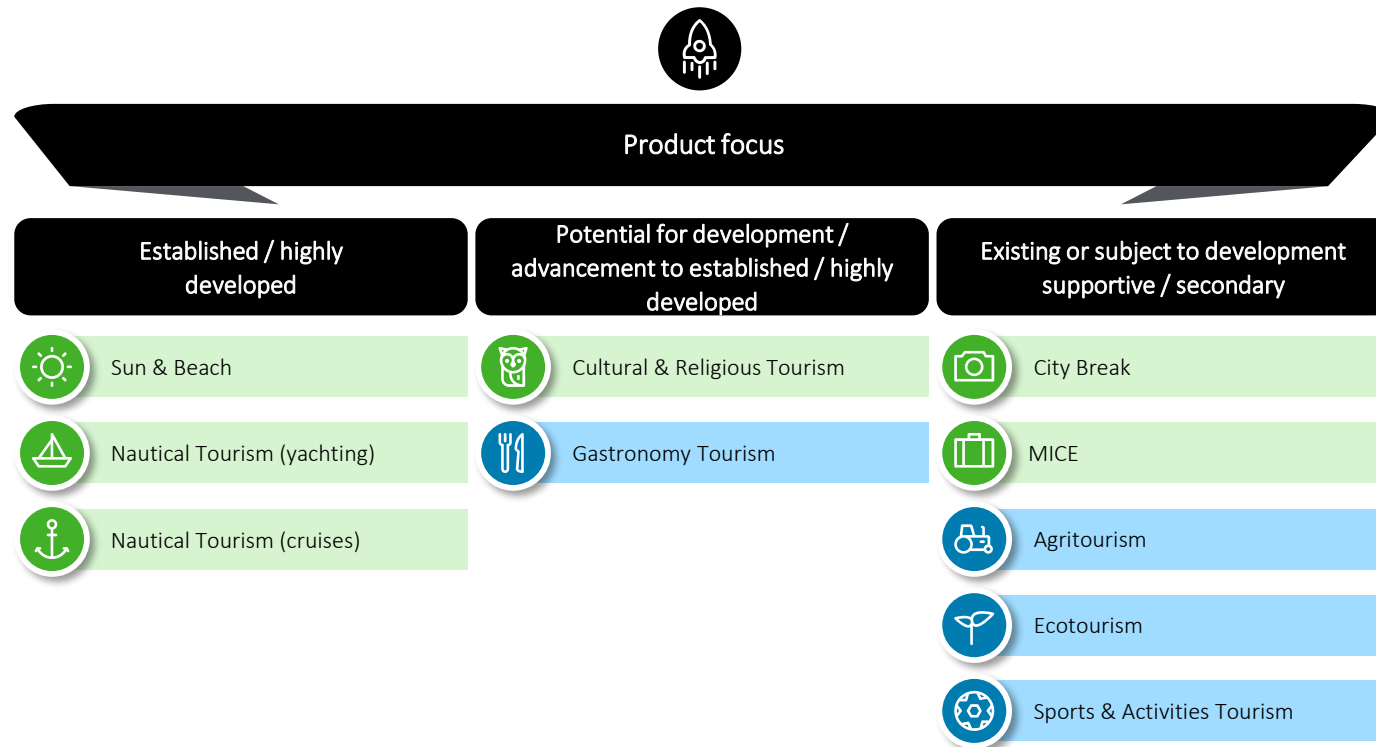 Product focus
Established / highly
developed
Potential for development /
advancement to established / highly
developed
Existing or subject to development
supportive / secondary
Sun & Beach
Nautical Tourism (yachting)
Nautical Tourism (cruises)
Cultural & Religious Tourism
Gastronomy Tourism
City Break
MICE
Agritourism
Ecotourism
Sports & Activities Tourism